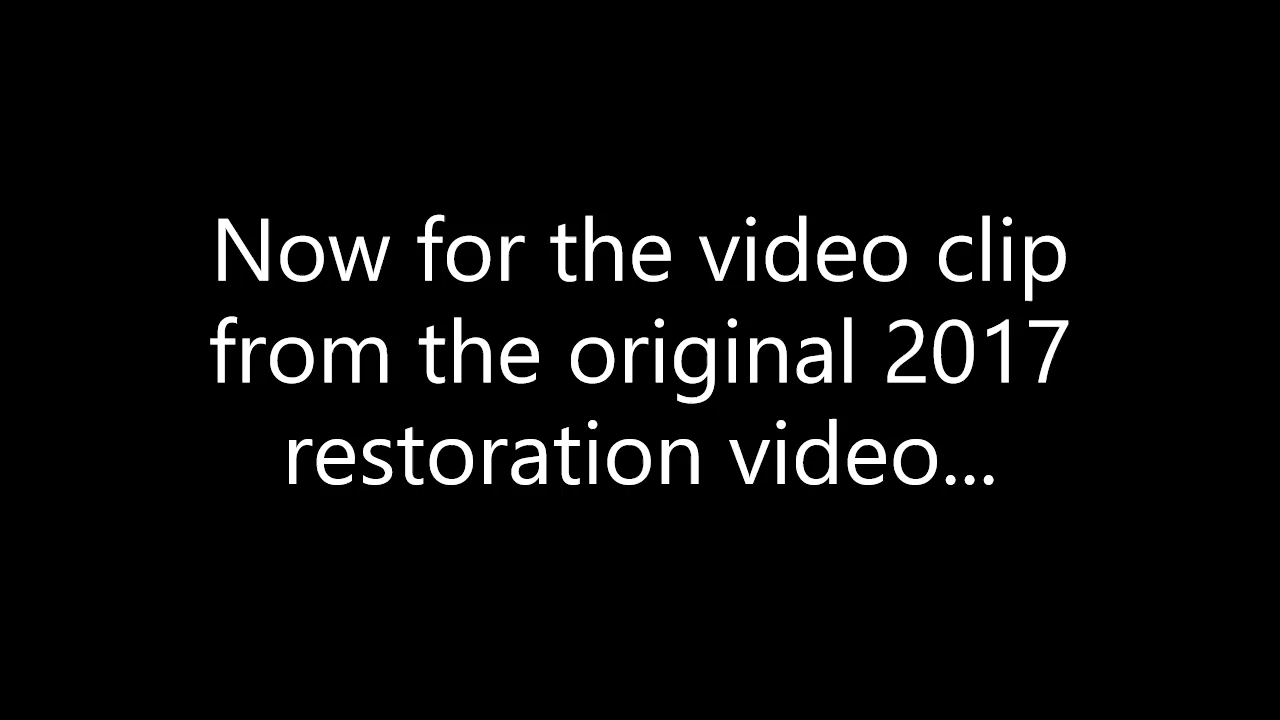 Now for the video clip
from the original 2017
restoration video...